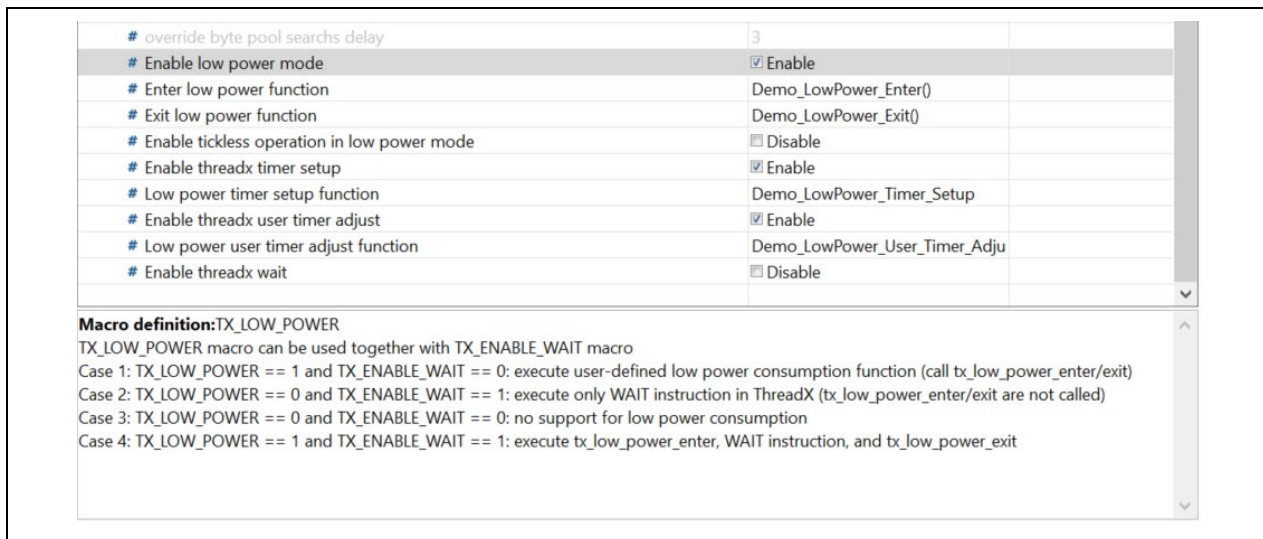 # override byte pool searchs delay 3
# Enable low power mode Enable
# Enter low power function Demo_LowPower_Enter()
# Exit low power function Demo_LowPower_Exit()
# Enable tickless operation in low power mode Disable
# Enable threadx timer setup Enable
# Low power timer setup function Demo_LowPower_Timer_Setup
# Enable threadx user timer adjust Enable
# Low power user timer adjust function Demo_LowPower_User_Timer_Adju
# Enable threadx wait Disable
Macro definition:TX_LOW_POWER
TX_LOW_POWER macro can be used together with TX_ENABLE_WAIT macro
Case 1: TX_LOW_POWER == 1 and TX_ENABLE_WAIT == 0: execute user-defined low power consumption function (call tx_low_power_enter/exit)
Case 2: TX_LOW_POWER == 0 and TX_ENABLE_WAIT == 1: execute only WAIT instruction in ThreadX (tx_low_power_enter/exit are not called)
Case 3: TX_LOW_POWER == 0 and TX_ENABLE_WAIT == 0: no support for low power consumption
Case 4: TX_LOW_POWER == 1 and TX_ENABLE_WAIT == 1: execute tx_low_power_enter, WAIT instruction, and tx_low_power_exit